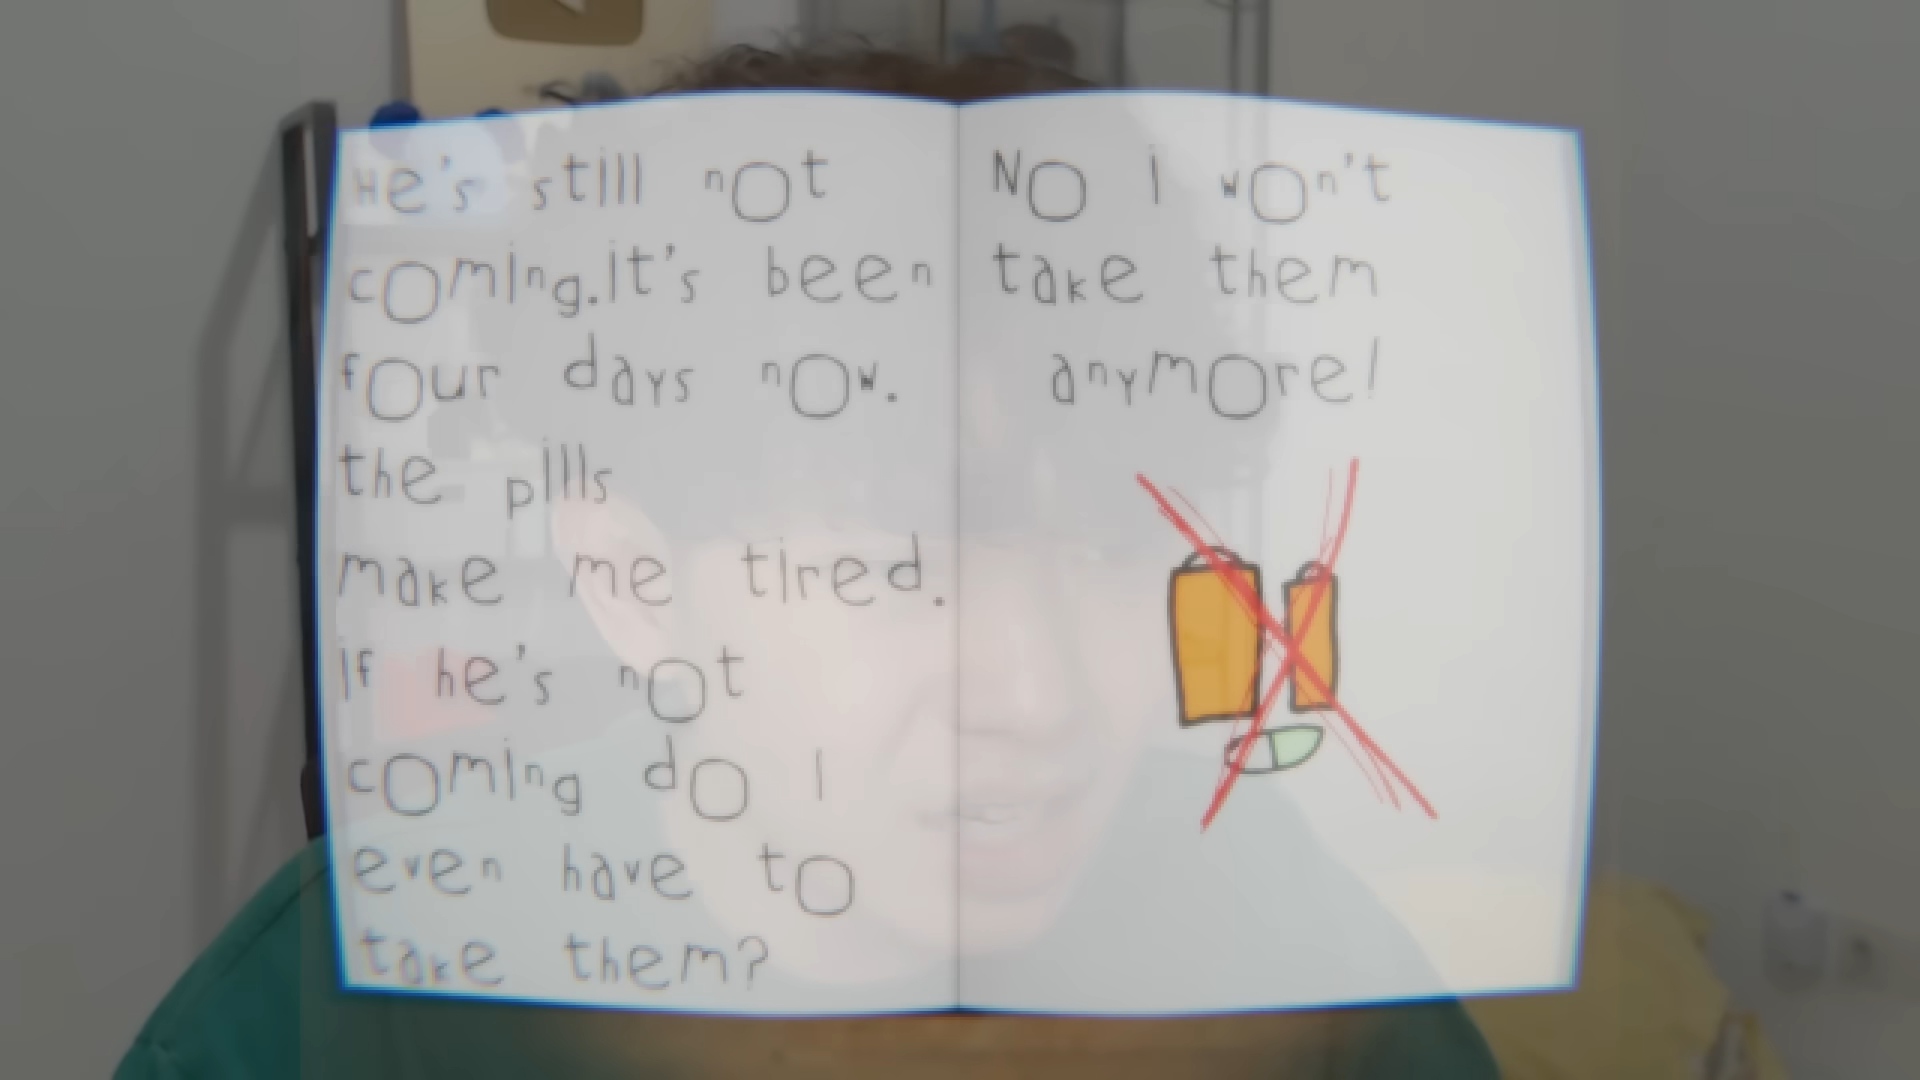 He's still not
coming.It's been
four days now.
the pills
make me tired.
If he's not
coming do I
even have to
take them?
NO I won't
take them
anymore!